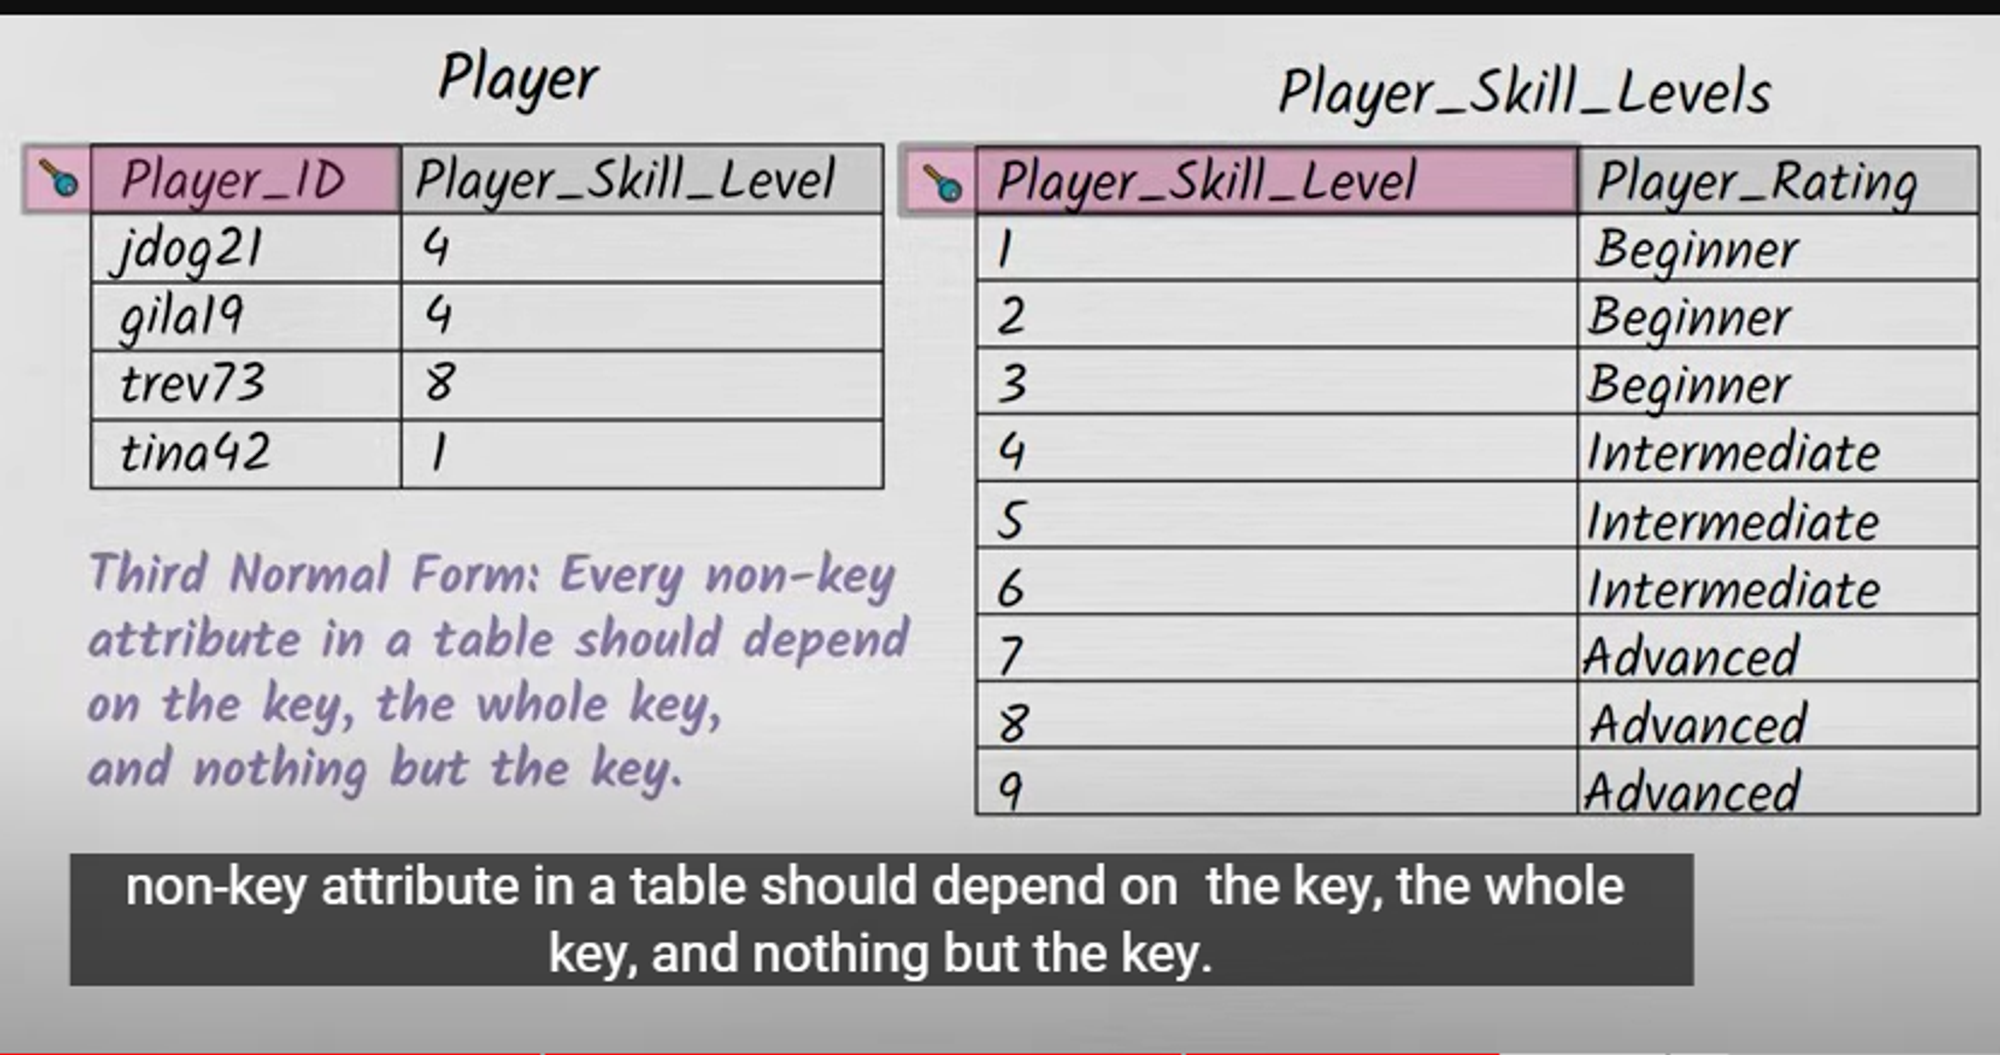 Player
Player_ID Player_Skill_Level
jdog21 4
gila19 4
trev73 8
tina42 1
Third Normal Form: Every non-key
attribute in a table should depend
on the key, the whole key,
and nothing but the key.
Player_Skill_Levels
Player_Skill_Level Player_Rating
1 Beginner
2 Beginner
3 Beginner
4 Intermediate
5 Intermediate
6 Intermediate
7 Advanced
8 Advanced
9 Advanced
non-key attribute in a table should depend on the key, the whole
key, and nothing but the key.